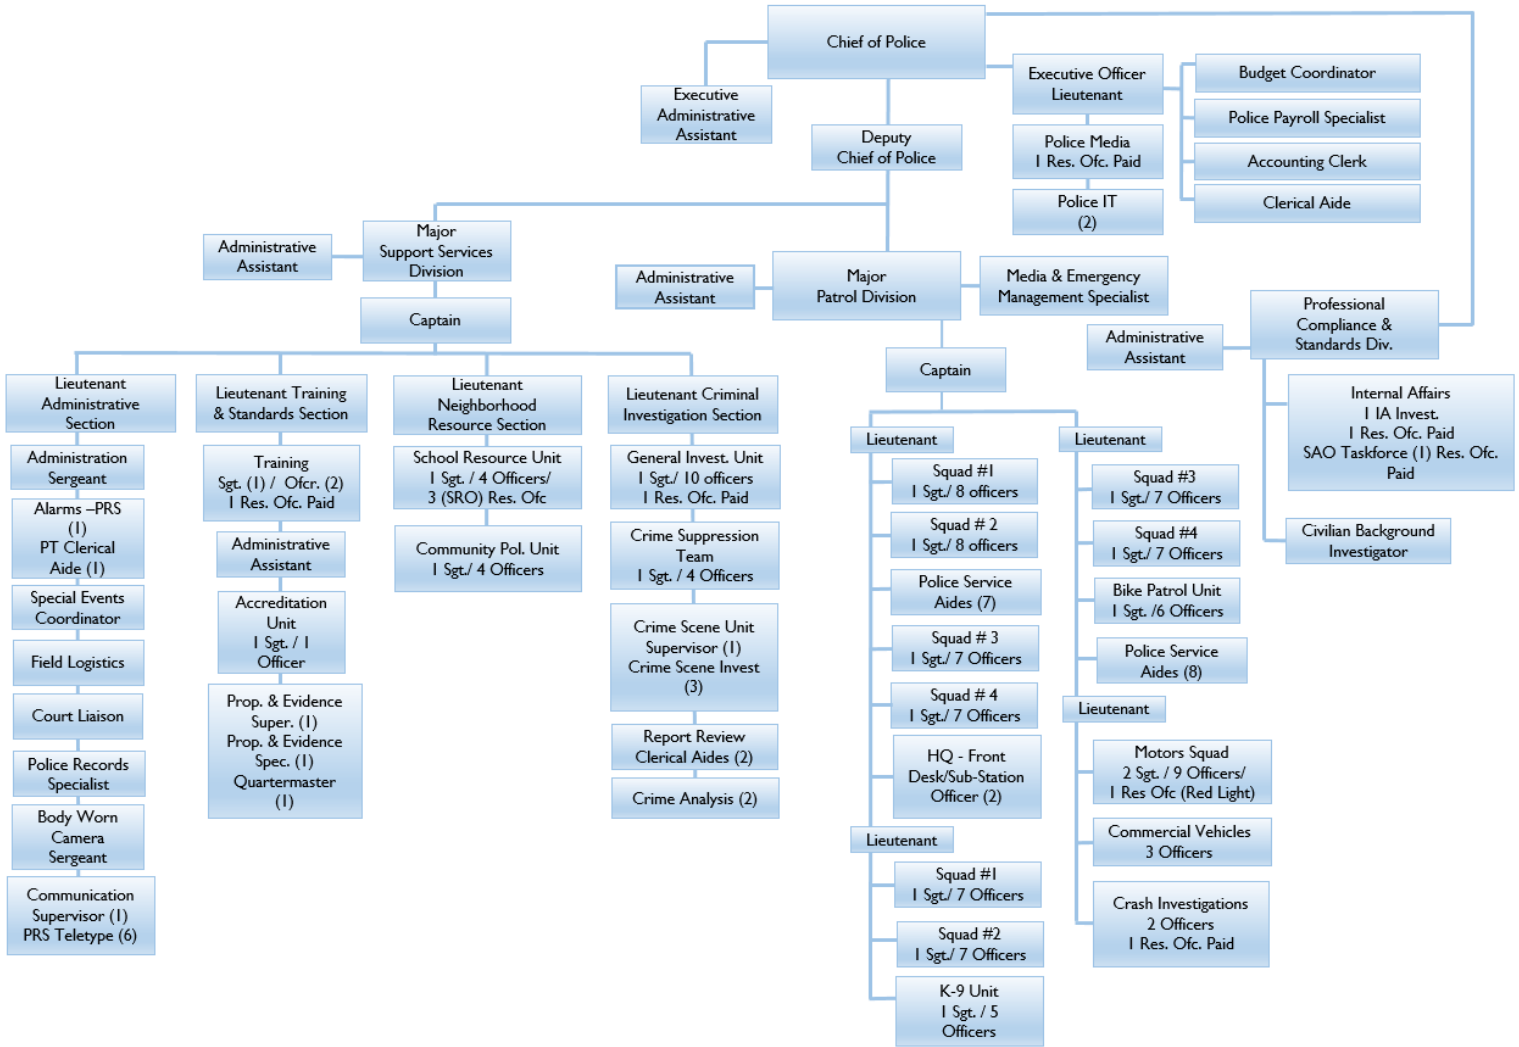 Chief of Police
Executive
Administrative
Assistant
Executive Officer
Lieutenant
Budget Coordinator
Police Payroll Specialist
Accounting Clerk
Clerical Aide
Police Media
1 Res. Ofc. Paid
Police IT
(2)
Deputy
Chief of Police
Administrative
Assistant
Major
Support Services
Division
Captain
Administrative
Assistant
Major
Patrol Division
Media & Emergency
Management Specialist
Captain
Administrative
Assistant
Professional
Compliance &
Standards Div.
Internal Affairs
1 IA Invest.
1 Res. Ofc. Paid
SAO Taskforce (1) Res. Ofc.
Paid
Civilian Background
Investigator
Lieutenant
Administrative
Section
Administration
Sergeant
Alarms –PRS
(1)
PT Clerical
Aide (1)
Special Events
Coordinator
Field Logistics
Court Liaison
Police Records
Specialist
Body Worn
Camera
Sergeant
Communication
Supervisor (1)
PRS Teletype (6)
Lieutenant Training
& Standards Section
Training
Sgt. (1) / Ofcr. (2)
1 Res. Ofc. Paid
Administrative
Assistant
Accreditation
Unit
1 Sgt. / 1
Officer
Prop. & Evidence
Super. (1)
Prop. & Evidence
Spec. (1)
Quartermaster
(1)
Lieutenant
Neighborhood
Resource Section
School Resource Unit
1 Sgt. / 4 Officers/
3 (SRO) Res. Ofc
Community Pol. Unit
1 Sgt./ 4 Officers
Lieutenant Criminal
Investigation Section
General Invest. Unit
1 Sgt./ 10 officers
1 Res. Ofc. Paid
Crime Suppression
Team
1 Sgt. / 4 Officers
Crime Scene Unit
Supervisor (1)
Crime Scene Invest
(3)
Report Review
Clerical Aides (2)
Crime Analysis (2)
Lieutenant
Squad #1
1 Sgt./ 8 officers
Squad # 2
1 Sgt./ 8 officers
Police Service
Aides (7)
Squad # 3
1 Sgt./ 7 Officers
Squad # 4
1 Sgt./ 7 Officers
HQ - Front
Desk/Sub-Station
Officer (2)
Lieutenant
Squad #1
1 Sgt./ 7 Officers
Squad #2
1 Sgt./ 7 Officers
K-9 Unit
1 Sgt. / 5
Officers
Lieutenant
Squad #3
1 Sgt./ 7 Officers
Squad #4
1 Sgt./ 7 Officers
Bike Patrol Unit
1 Sgt. /6 Officers
Police Service
Aides (8)
Lieutenant
Motors Squad
2 Sgt. / 9 Officers/
1 Res Ofc (Red Light)
Commercial Vehicles
3 Officers
Crash Investigations
2 Officers
1 Res. Ofc. Paid